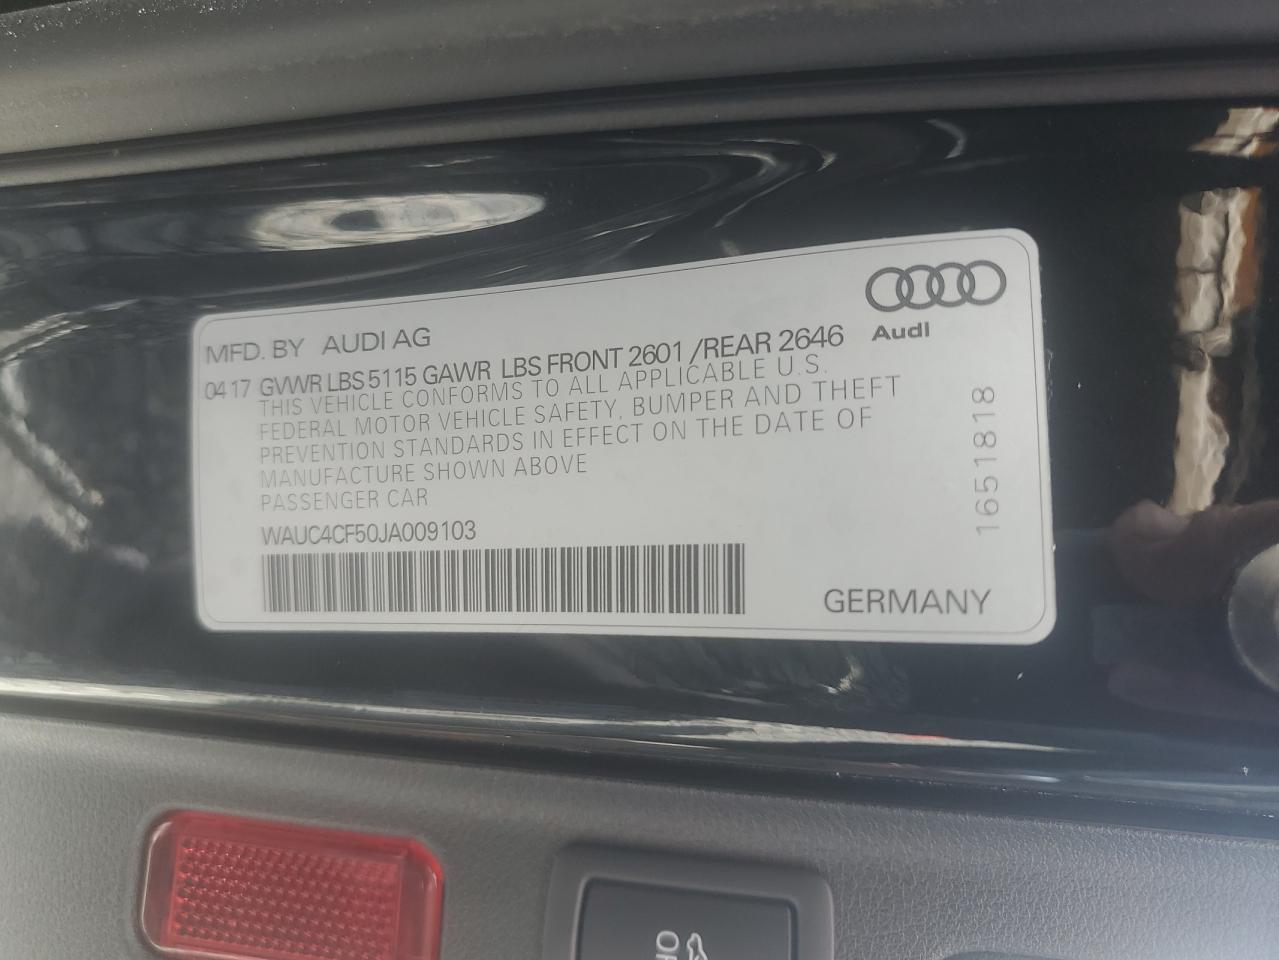 MFD. BY AUDI AG
Audi
04 17 GVWR LBS 5115 GAWR LBS FRONT 2601 /REAR 2646
THIS VEHICLE CONFORMS TO ALL APPLICABLE U.S.
FEDERAL MOTOR VEHICLE SAFETY, BUMPER AND THEFT
PREVENTION STANDARDS IN EFFECT ON THE DATE OF
MANUFACTURE SHOWN ABOVE
PASSENGER CAR
WAUC4CF50JA009103
1651818
GERMANY